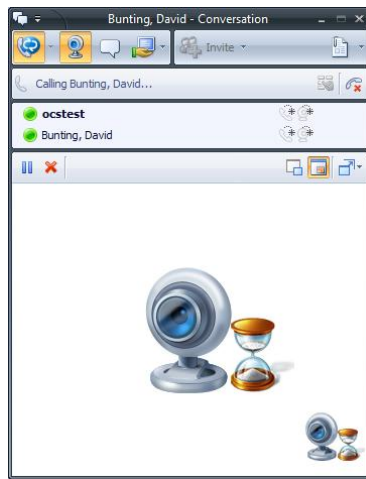 Bunting, David - Conversation
Invite
Calling Bunting, David...
ocstest
Bunting, David